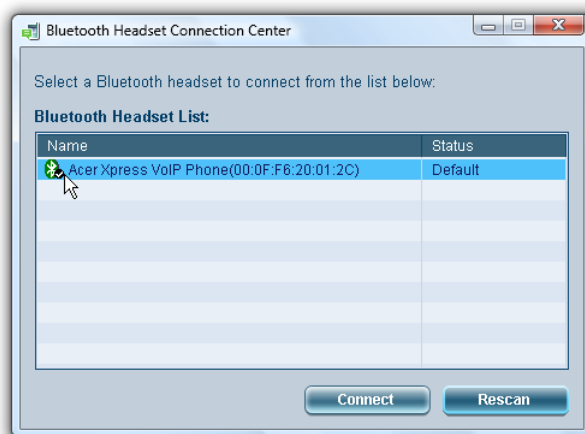 Bluetooth Headset Connection Center
Select a Bluetooth headset to connect from the list below:
Bluetooth Headset List:
Name Status
Acer Xpress VoIP Phone(00:0F:F6:20:01:2C) Default
Connect Rescan